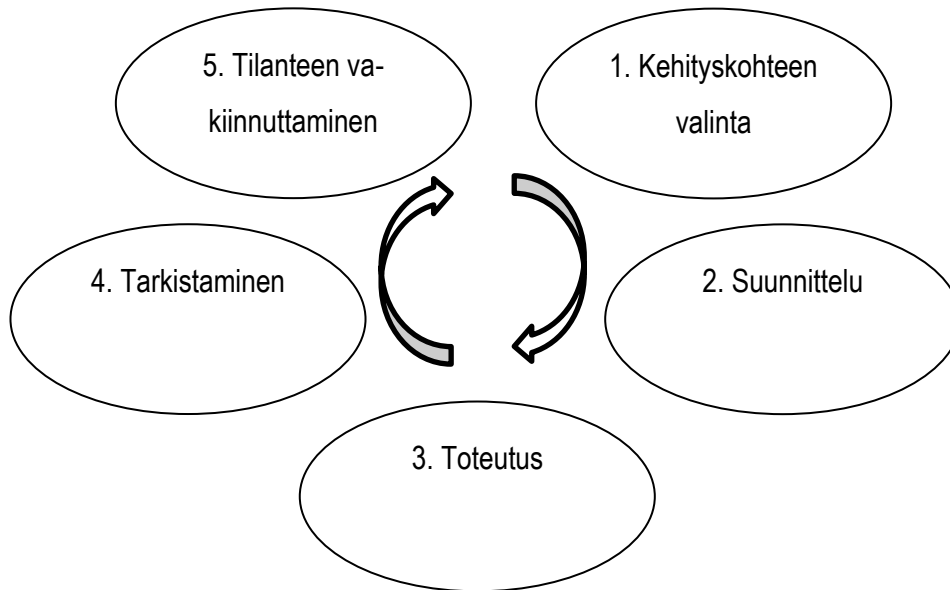 1. Kehityskohteen
valinta
2. Suunnittelu
3. Toteutus
4. Tarkistaminen
5. Tilanteen va-
kiinnuttaminen